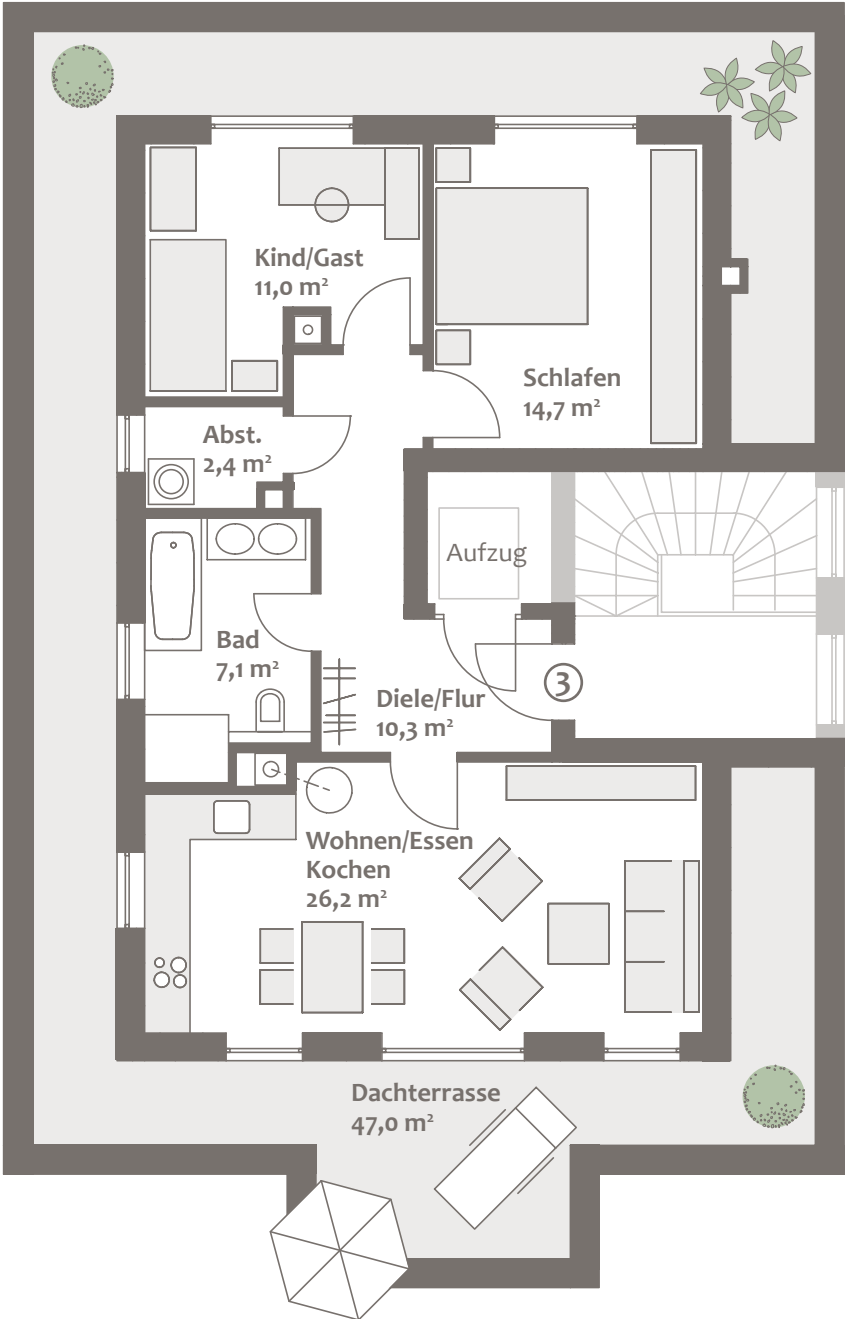 Kind/Gast
11,0 m²
Schlafen
14,7 m²
Abst.
2,4 m²
Aufzug
Bad
7,1 m²
3
Diele/Flur
10,3 m²
Wohnen/Essen
Kochen
26,2 m²
Dachterrasse
47,0 m²